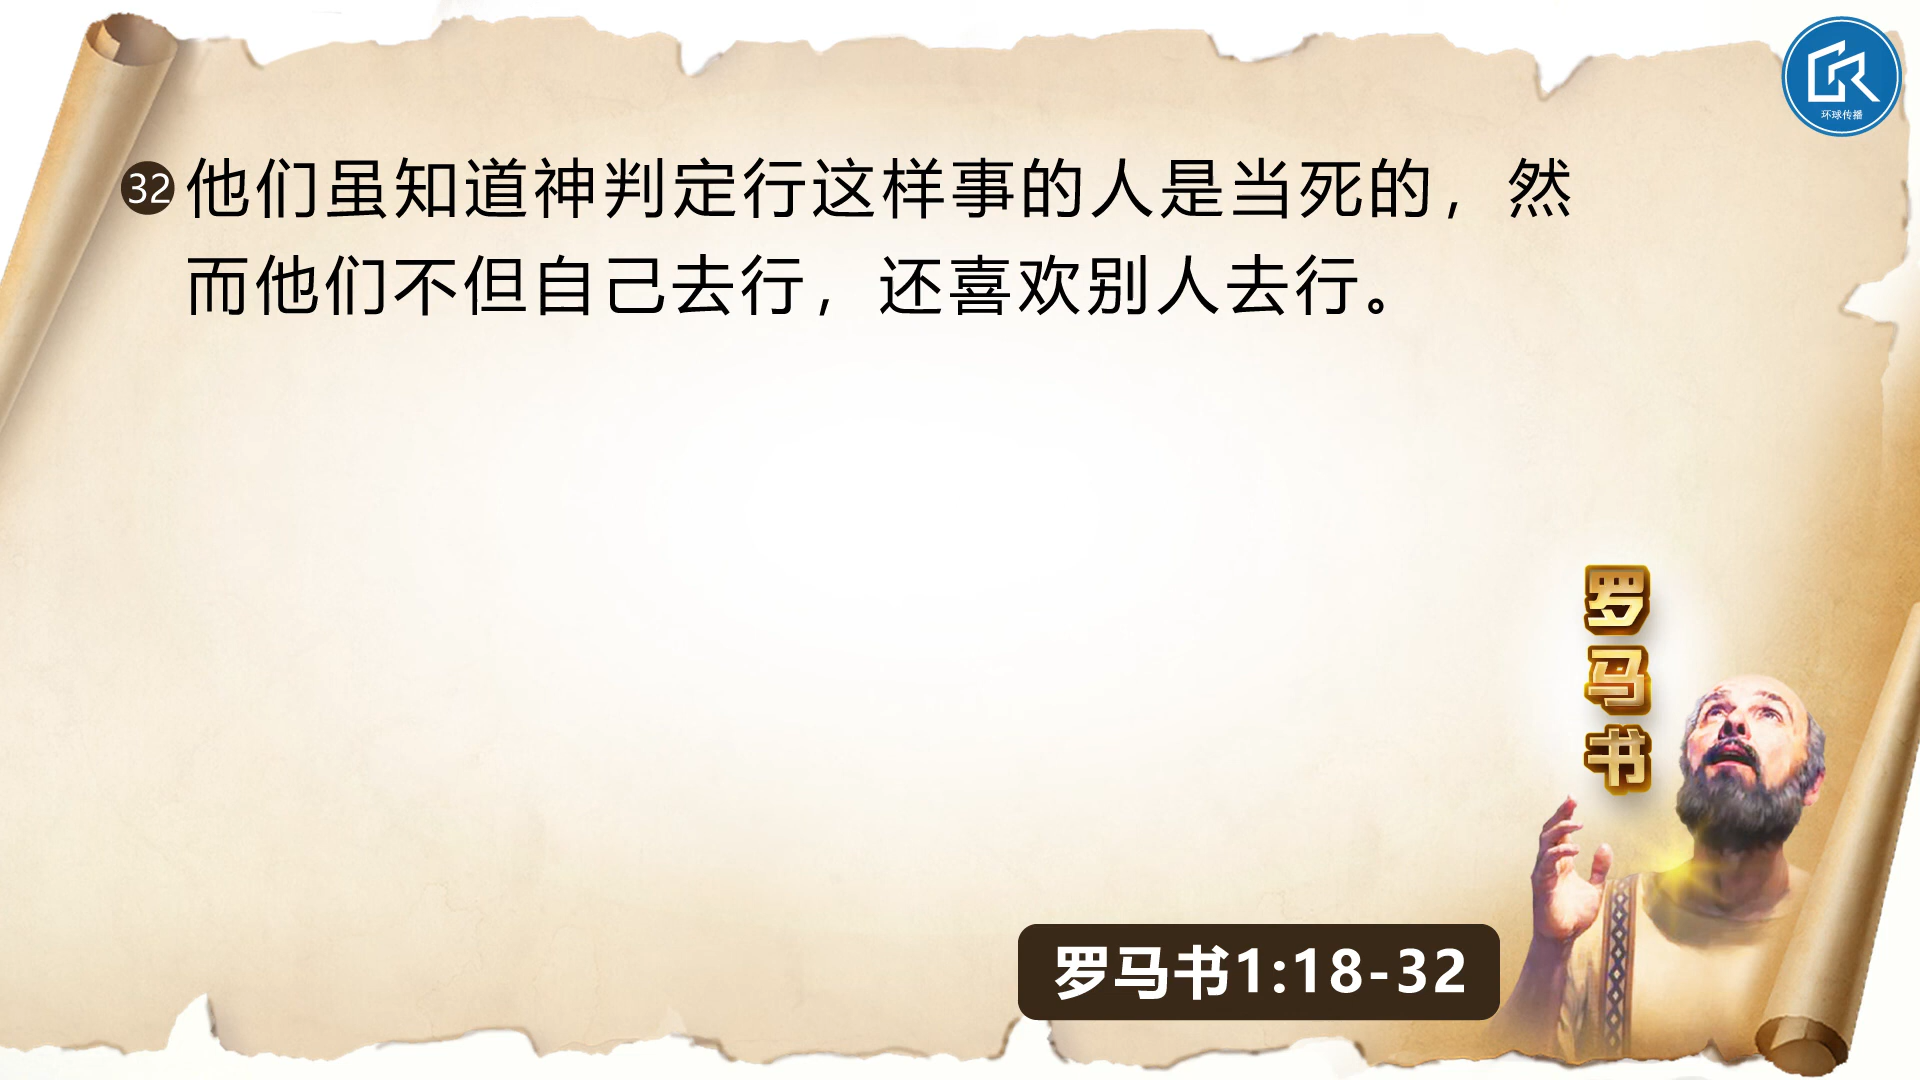 环球传播
32 他们虽知道神判定行这样事的人是当死的，然
而他们不但自己去行，还喜欢别人去行。
罗
马
书
罗马书1:18-32